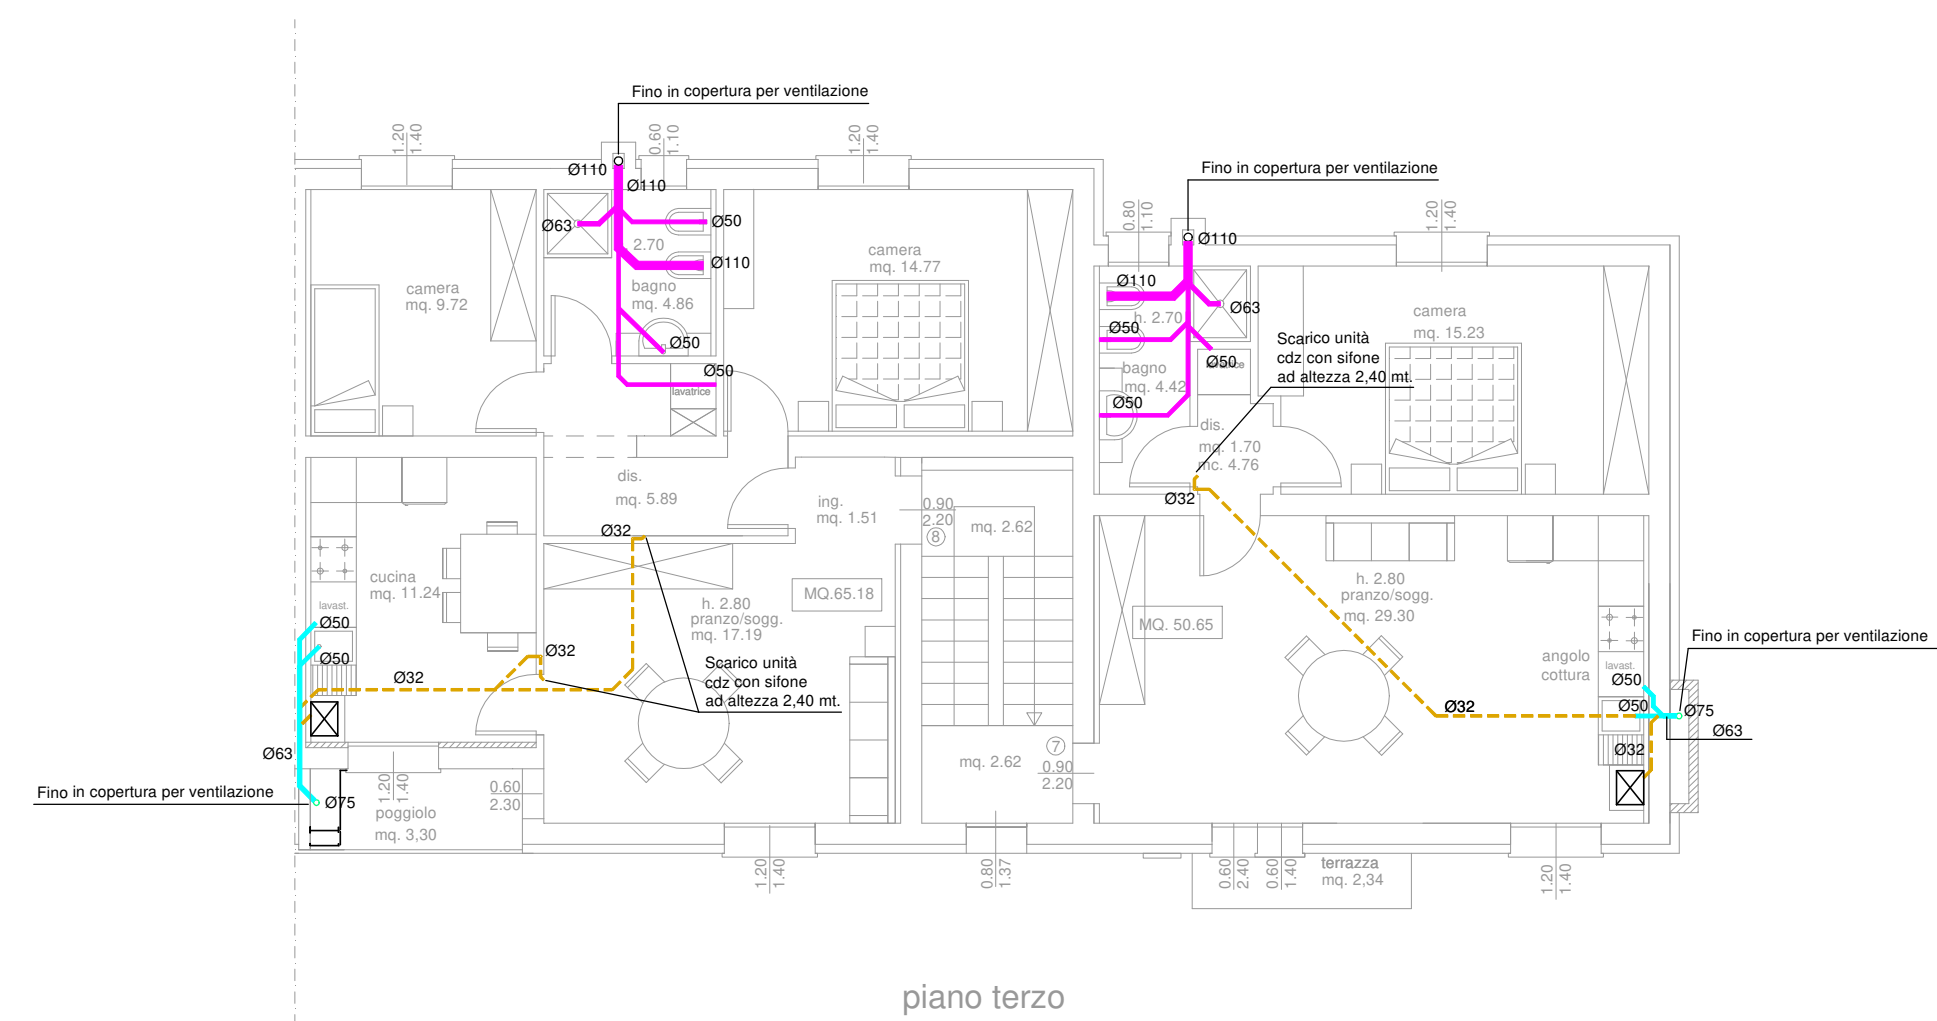 Fino in copertura per ventilazione
1.20
1.40
0.60
1.10
1.20
1.40
Ø110
Ø110
Ø63
Ø50
2.70
Ø110
bagno
mq. 4.86
Ø50
Ø50
lavatrice
camera
mq. 9.72
camera
mq. 14.77
Fino in copertura per ventilazione
0.80
1.10
1.20
1.40
Ø110
Ø110
Ø63
h. 2.70
Ø50
Ø50
lavatrice
bagno
mq. 4.42
Ø50
Scarico unità
cdz con sifone
ad altezza 2,40 mt.
camera
mq. 15.23
dis.
mq. 1.70
mc. 4.76
Ø32
dis.
mq. 5.89
ing.
mq. 1.51
0.90
2.20
8
mq. 2.62
Ø32
cucina
mq. 11.24
lavast.
Ø50
Ø50
Ø32
Ø32
MQ.65.18
h. 2.80
pranzo/sogg.
mq. 17.19
Scarico unità
cdz con sifone
ad altezza 2,40 mt.
MQ. 50.65
h. 2.80
pranzo/sogg.
mq. 29.30
angolo
cottura
lavast.
Fino in copertura per ventilazione
Ø50
Ø50
Ø75
Ø63
Ø32
Ø32
7
mq. 2.62
0.90
2.20
Ø63
Fino in copertura per ventilazione
Ø75
1.20
1.40
0.60
2.30
poggiolo
mq. 3,30
1.20
1.40
0.80
1.37
0.60
2.40
0.60
1.40
terrazza
mq. 2,34
1.20
1.40
piano terzo